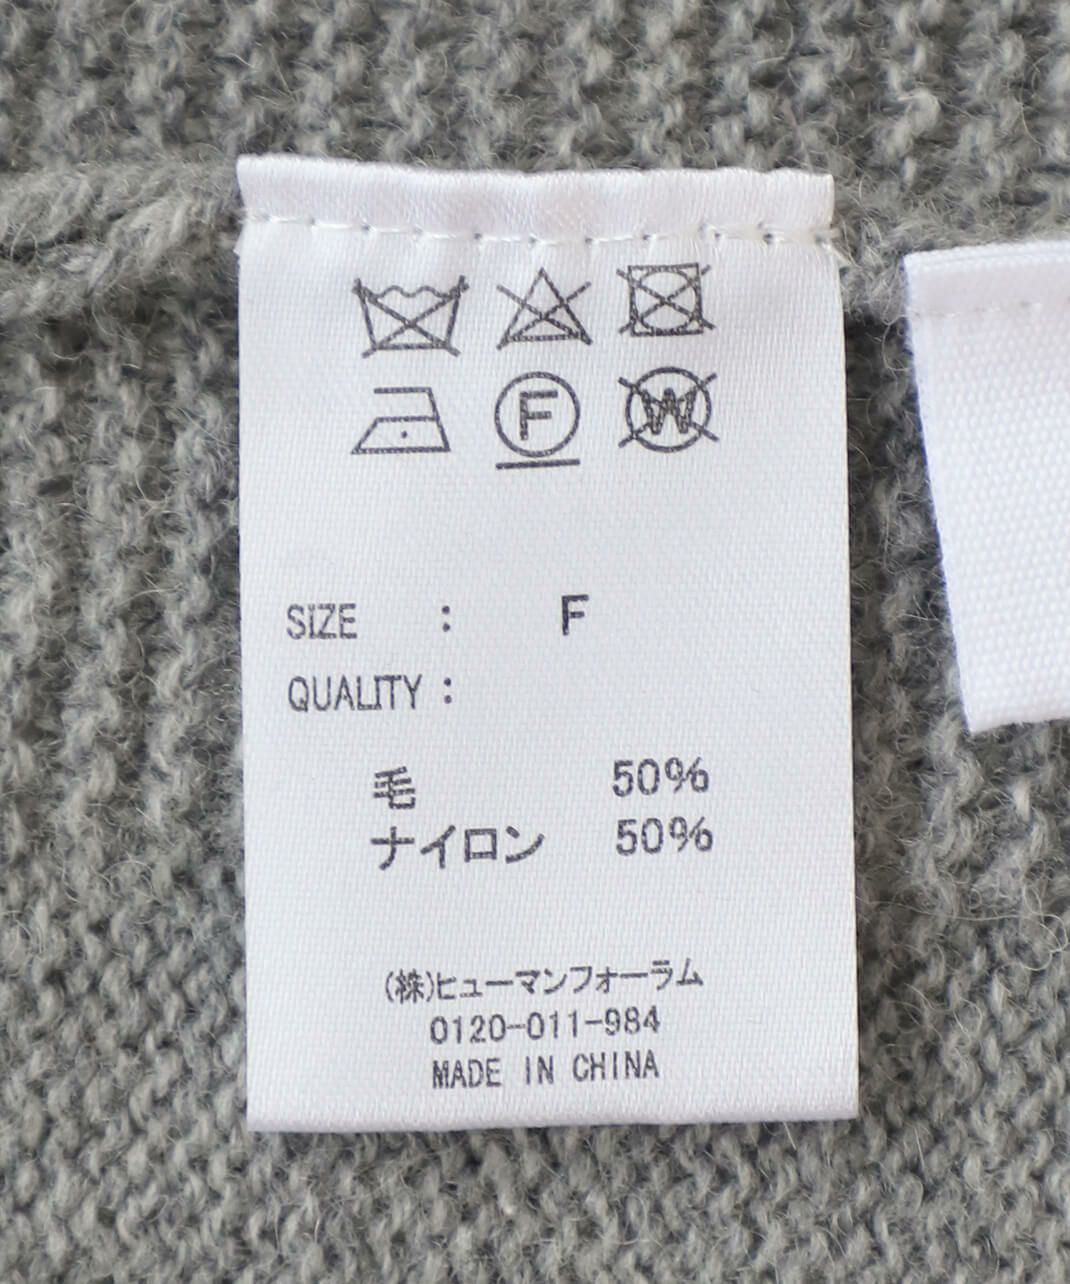 F W
SIZE : F
QUALITY :
毛 50%
ナイロン 50%
(株)ヒューマンフォーラム
0120-011-984
MADE IN CHINA